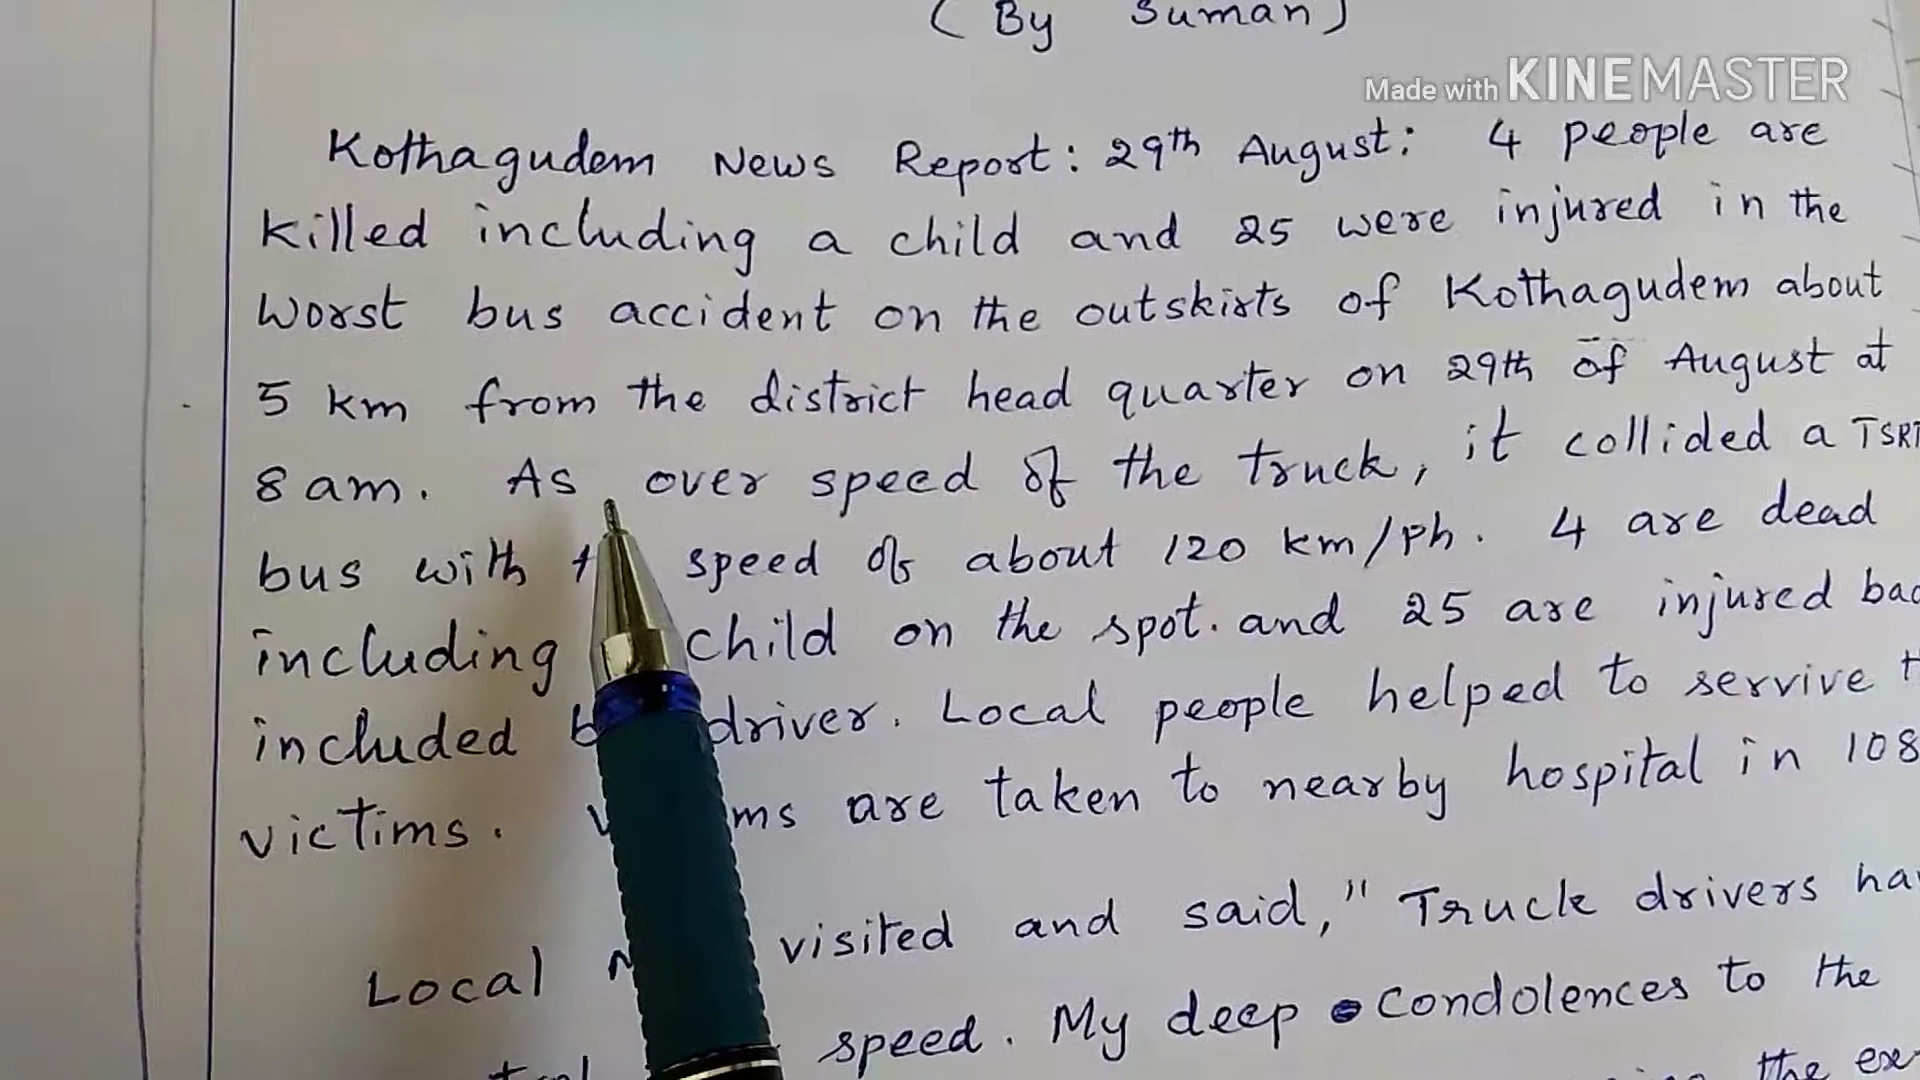 (By Suman)
Made with KINEMASTER
Kothagudem News Report: 29th August: 4 people are
killed including a child and 25 were injured in the
worst bus accident on the outskirts of Kothagudem about
5 km from the district head quarter on 29th of August at
8 am. As over speed of the truck, it collided a TSRT
bus with speed of about 120 km/ph. 4 are dead
including child on the spot. and 25 are injured
included driver. Local people helped to servive
victims. are taken to nearby hospital in 108
Local visited and said," Truck drivers
speed. My deep condolences to the
the